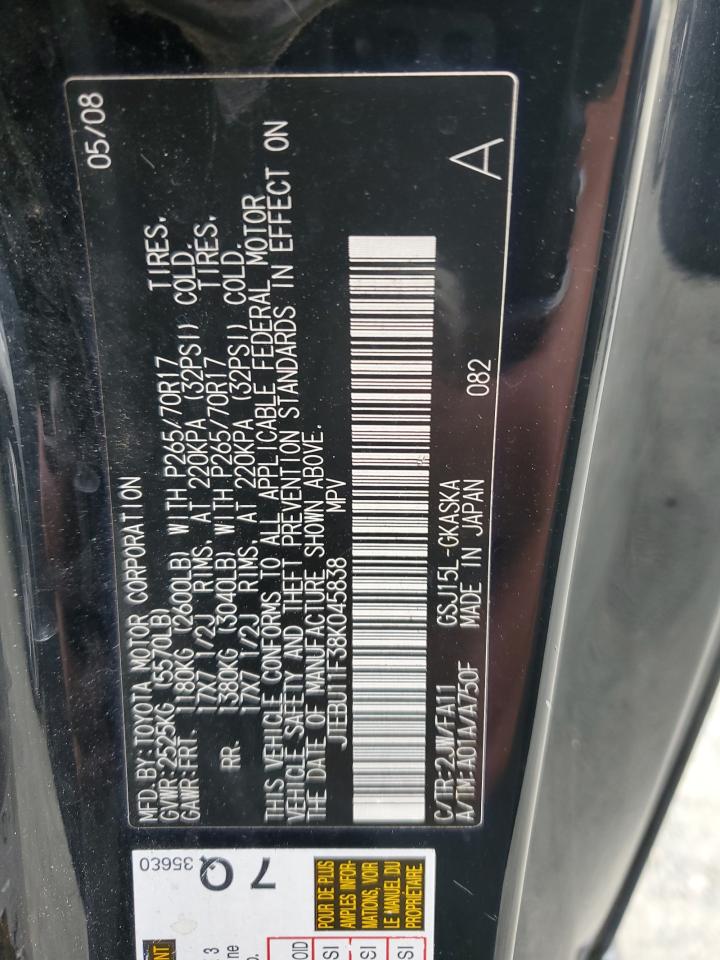 MFD.BY:TOYOTA MOTOR CORPORATION 05/08
GVWR:2525KG (5570LB)
GAWR:FRT. 1180KG (2600LB) WITH P265/70R17 TIRES,
17X7 1/2J RIMS, AT 220KPA (32PSI) COLD.
RR. 1380KG (3040LB) WITH P265/70R17 TIRES,
17X7 1/2J RIMS, AT 220KPA (32PSI) COLD.
THIS VEHICLE CONFORMS TO ALL APPLICABLE FEDERAL MOTOR
VEHICLE SAFETY AND THEFT PREVENTION STANDARDS IN EFFECT ON
THE DATE OF MANUFACTURE SHOWN ABOVE.
JTEBU11F38K045838 MPV
C/TR:2JW/FA11 GSJ15L-GKASKA 082
A/TM:A01A/A750F MADE IN JAPAN
A
356E0
7Q
POUR DE PLUS
AMPLES INFOR-
MATIONS, VOIR
LE MANUEL DU
PROPRIÉTAIRE.